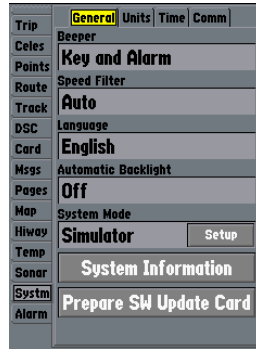 General Units Time Comm
Trip
Celes
Points
Route
Track
DSC
Card
Msgs
Pages
Map
Hiway
Temp
Sonar
Systm
Alarm
Beeper
Key and Alarm
Speed Filter
Auto
Language
English
Automatic Backlight
Off
System Mode
Simulator Setup
System Information
Prepare SW Update Card